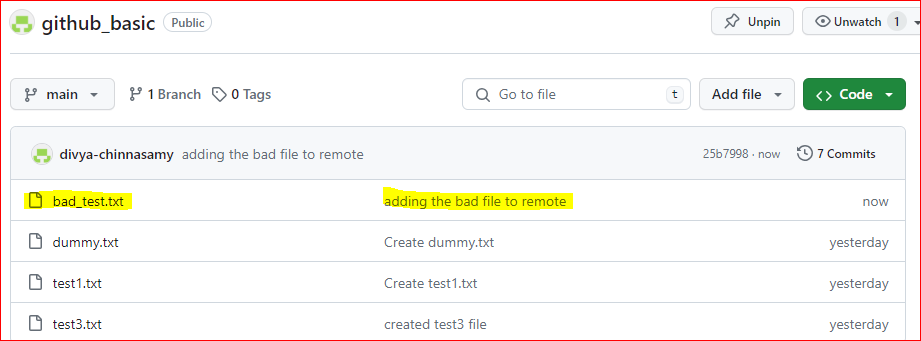 github_basic Public Unpin Unwatch 1
main 1 Branch 0 Tags Go to file t Add file Code
divya-chinnasamy adding the bad file to remote 25b7998 · now 7 Commits
bad_test.txt adding the bad file to remote now
dummy.txt Create dummy.txt yesterday
test1.txt Create test1.txt yesterday
test3.txt created test3 file yesterday